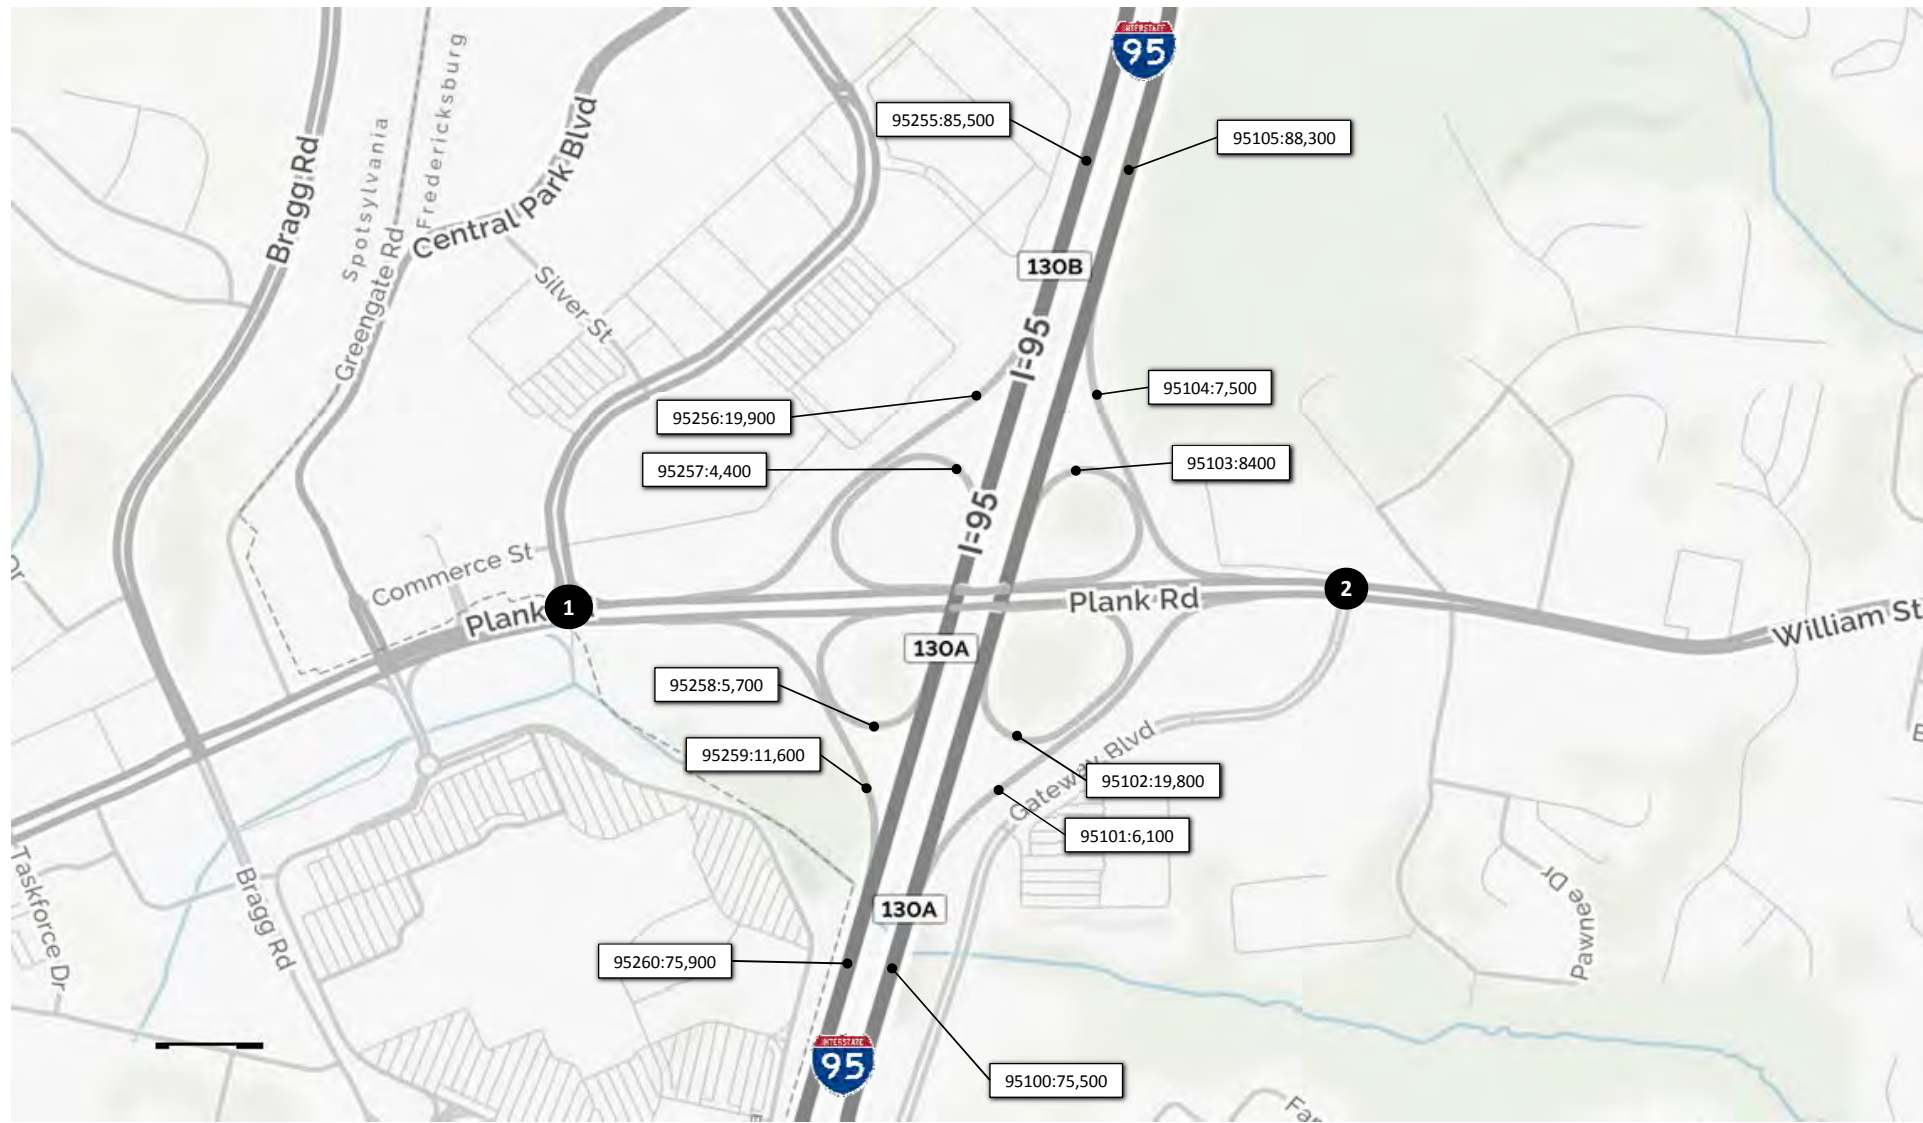 INTERSTATE
95
95255:85,500
95105:88,300
Bragg Rd
Spotsylvania
Fredericksburg
Central Park Blvd
Greengate Rd
Silver St
130B
I-95
95256:19,900
95104:7,500
95257:4,400
95103:8400
I-95
Commerce St
Plank
1
Plank Rd
2
William St
130A
95258:5,700
95259:11,600
Gateway Blvd
95102:19,800
95101:6,100
Taskforce Dr
Bragg Rd
130A
Pawnee Dr
95260:75,900
INTERSTATE
95
95100:75,500